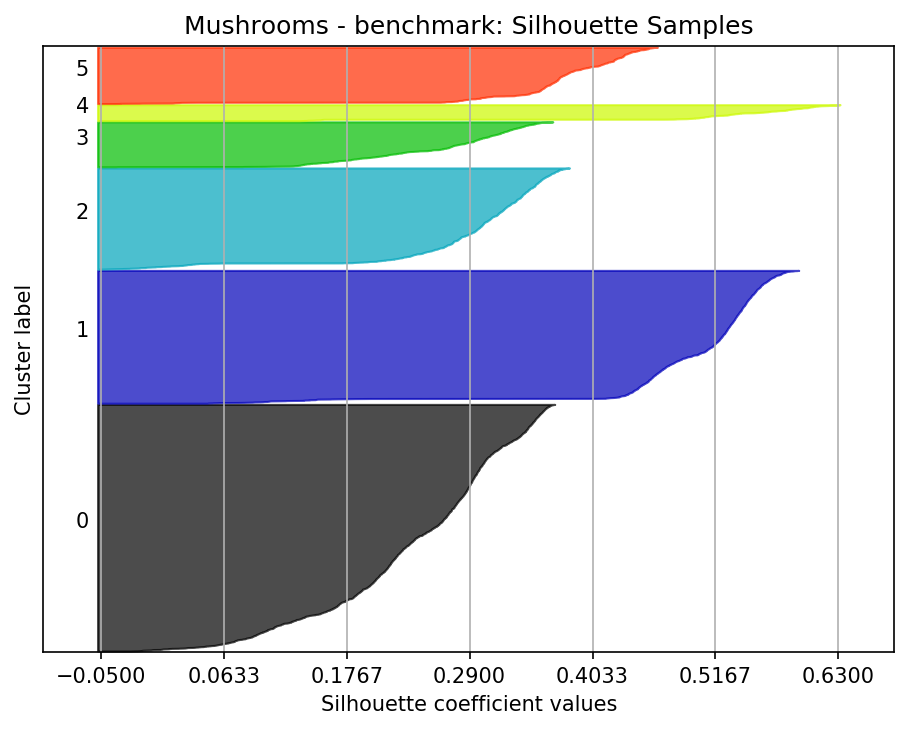 Mushrooms - benchmark: Silhouette Samples
5
4
3
2
1
0
Cluster label
−0.0500 0.0633 0.1767 0.2900 0.4033 0.5167 0.6300
Silhouette coefficient values